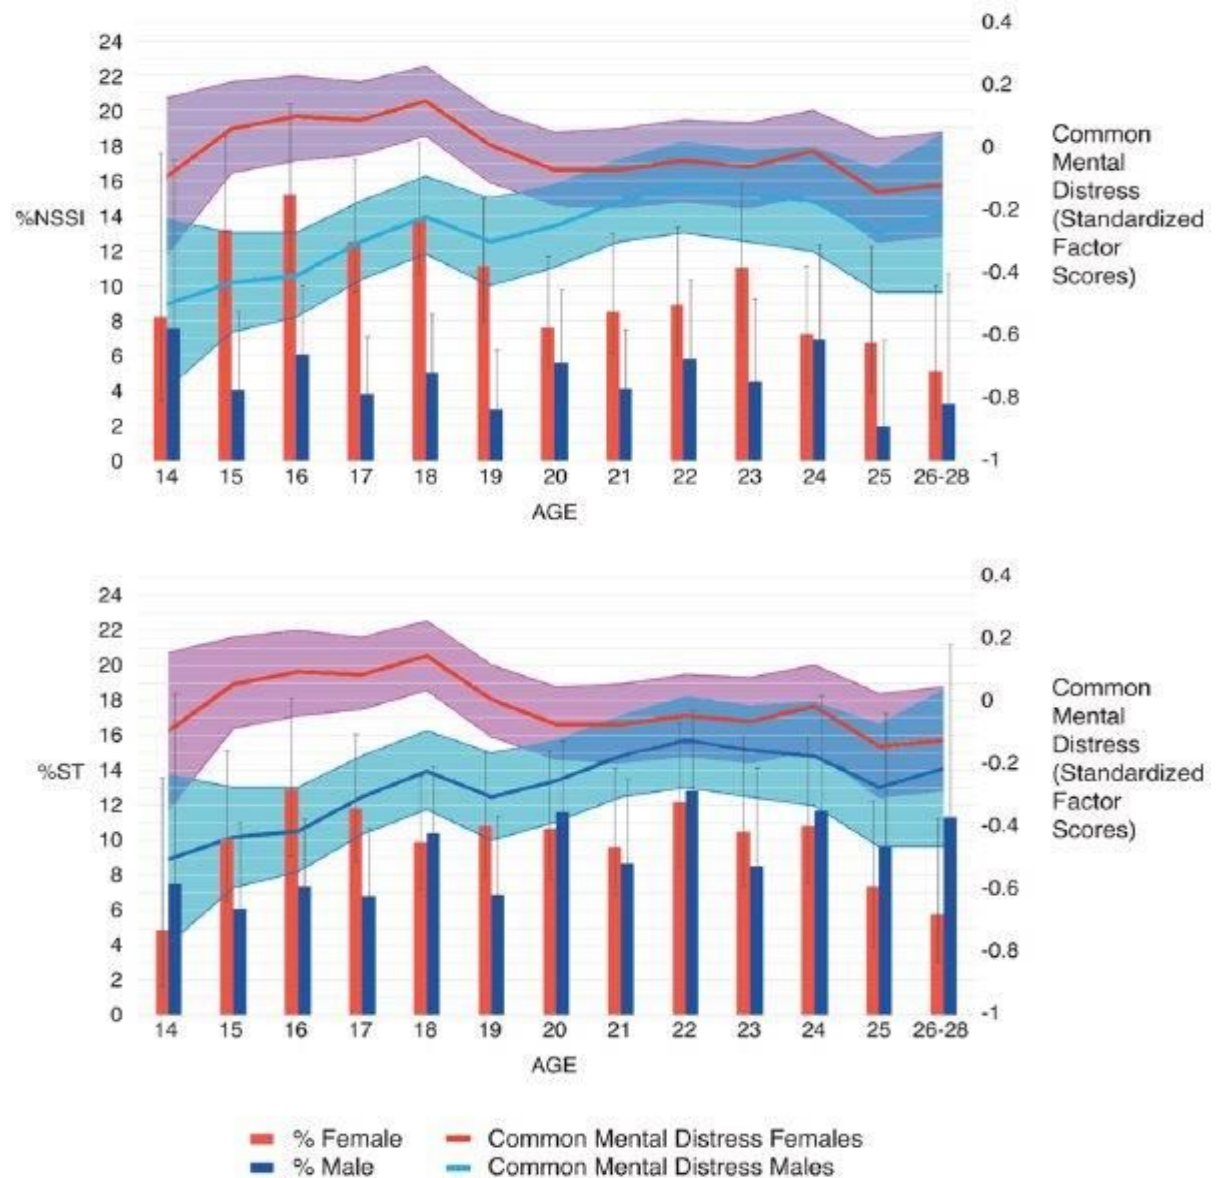 0.4
24
22
0.2
20
18
0
16
%NSSI
14
-0.2
12
10
-0.4
8
-0.6
6
4
-0.8
2
0
-1
Common
Mental
Distress
(Standardized
Factor
Scores)
14 15 16 17 18 19 20 21 22 23 24 25 26-28
AGE
0.4
24
22
0.2
20
18
0
16
%ST
14
-0.2
12
10
-0.4
8
-0.6
6
4
-0.8
2
0
-1
Common
Mental
Distress
(Standardized
Factor
Scores)
14 15 16 17 18 19 20 21 22 23 24 25 26-28
AGE
% Female Common Mental Distress Females
% Male Common Mental Distress Males